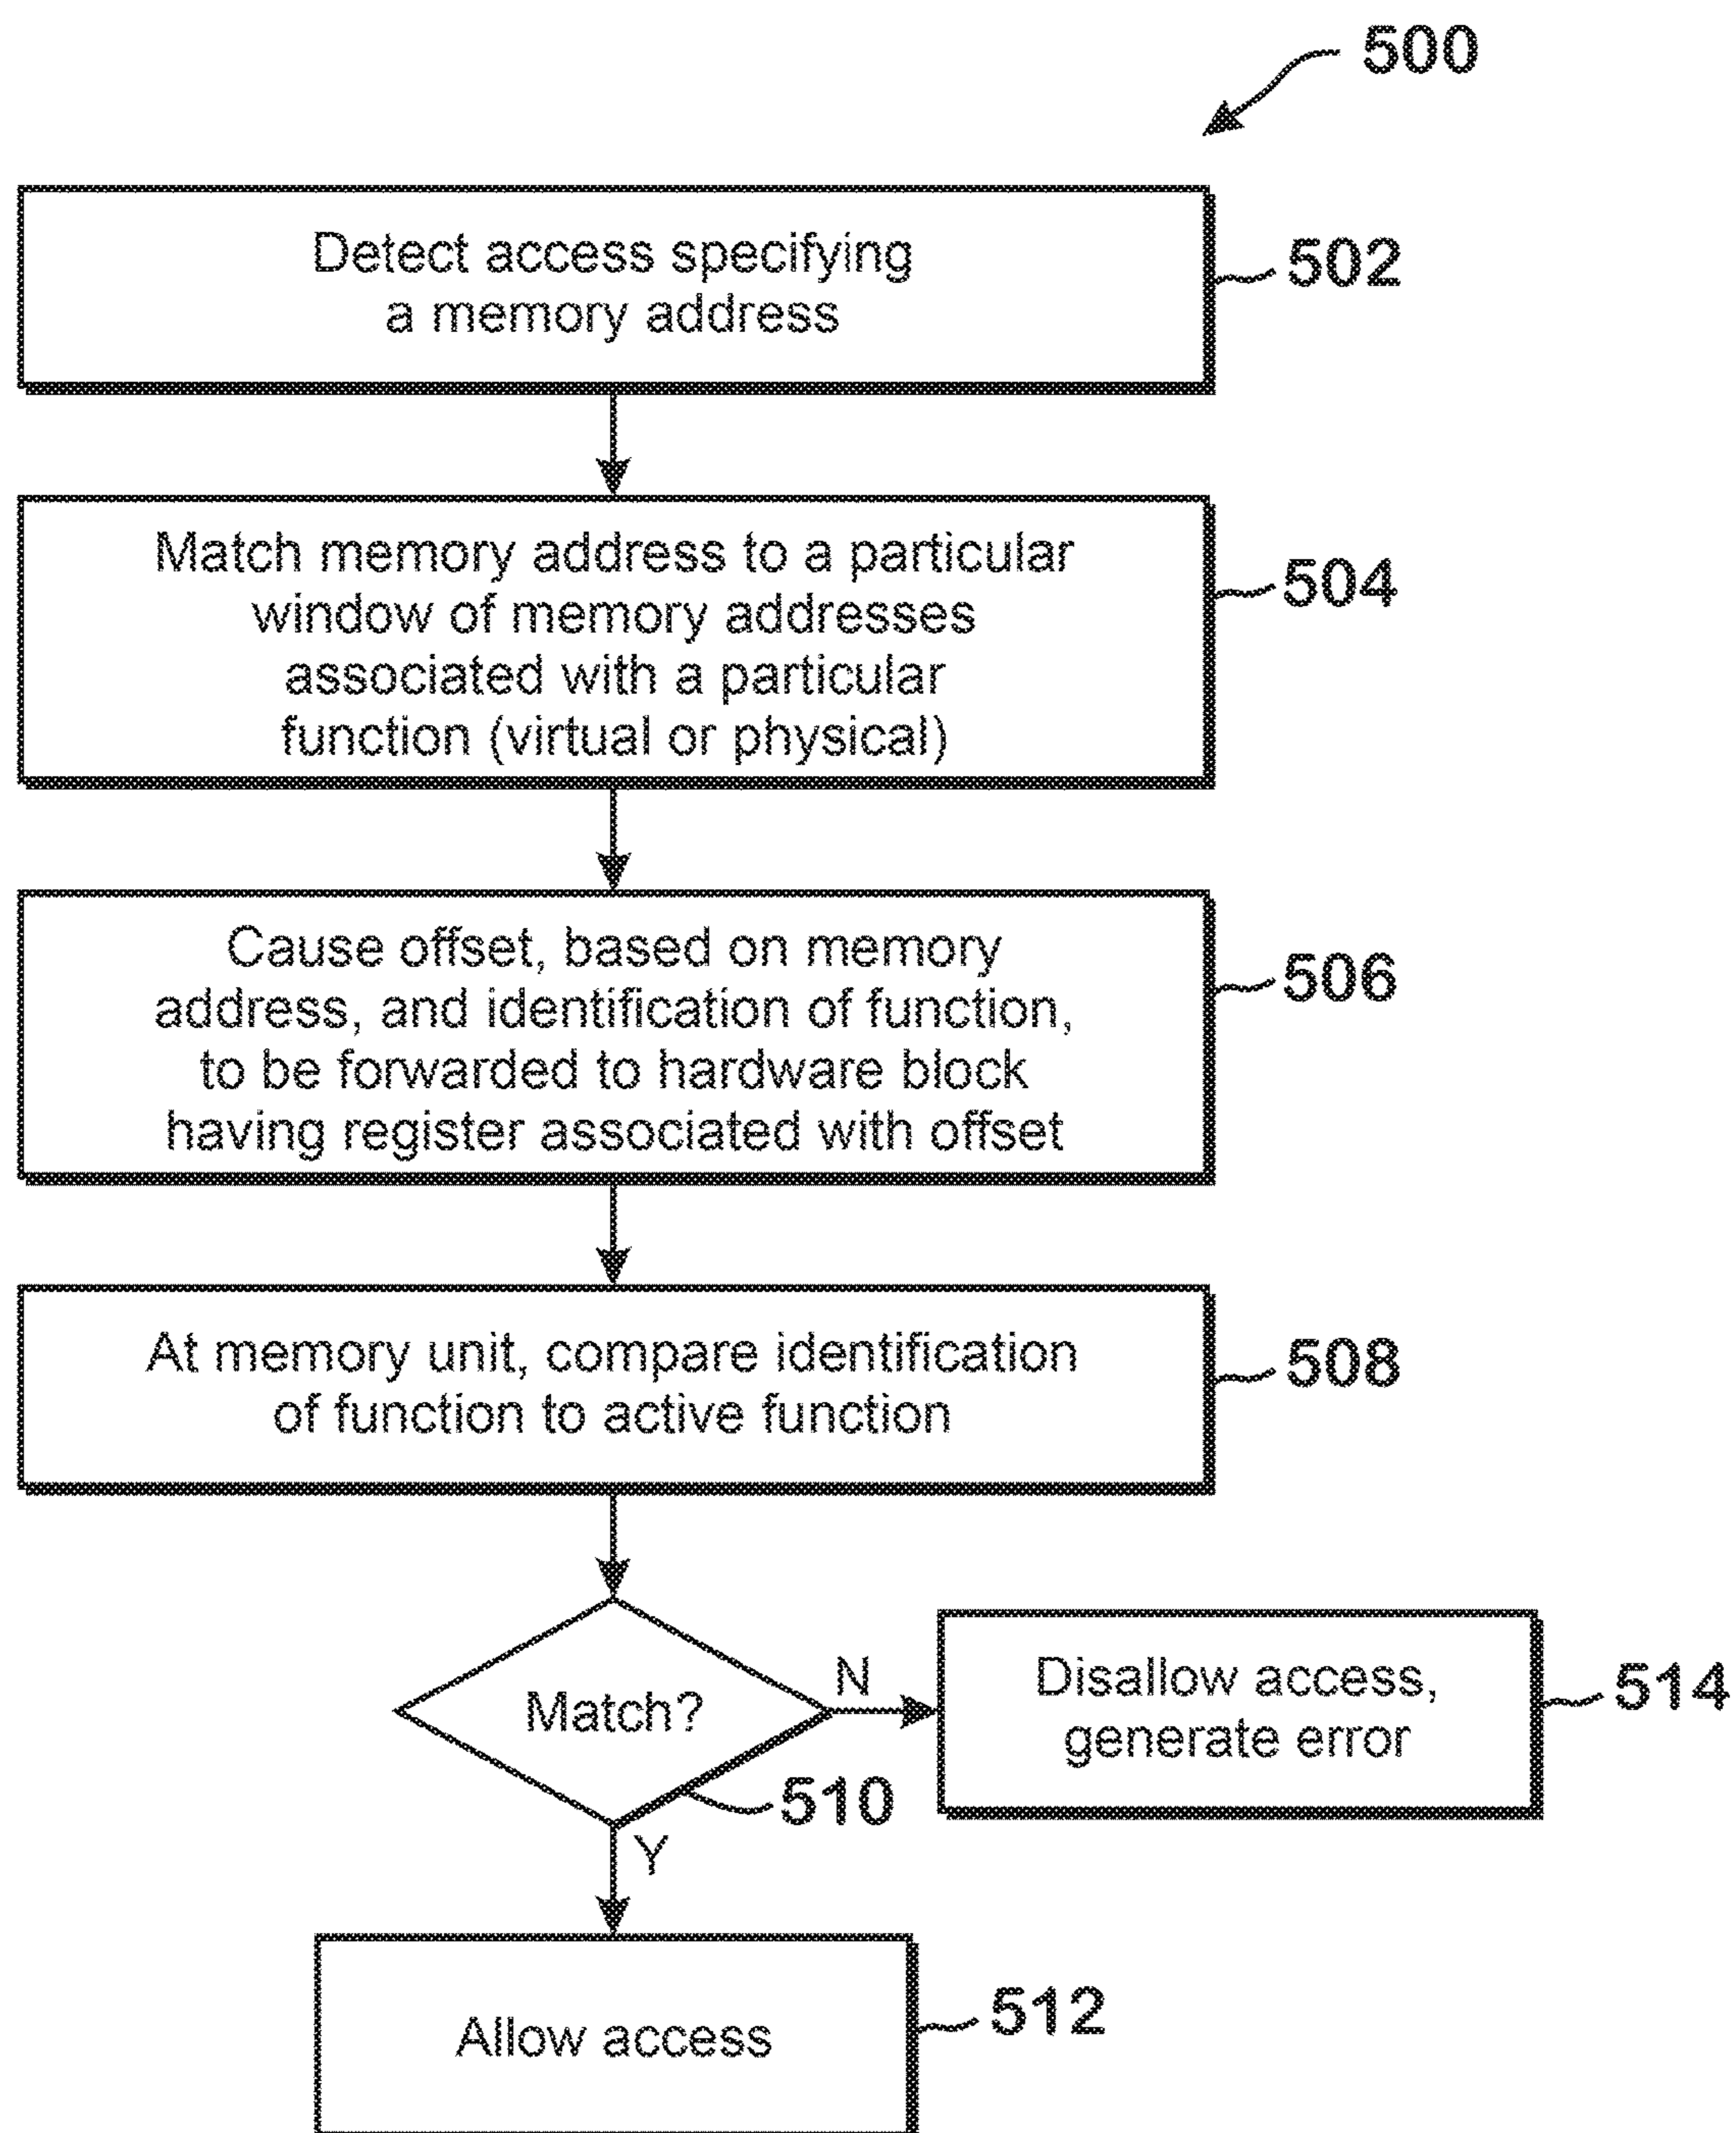 500
Detect access specifying
a memory address
502
Match memory address to a particular
window of memory addresses
associated with a particular
function (virtual or physical)
504
Cause offset, based on memory
address, and identification of function,
to be forwarded to hardware block
having register associated with offset
506
At memory unit, compare identification
of function to active function
508
Match?
N
Disallow access,
generate error
514
510
Y
Allow access
512